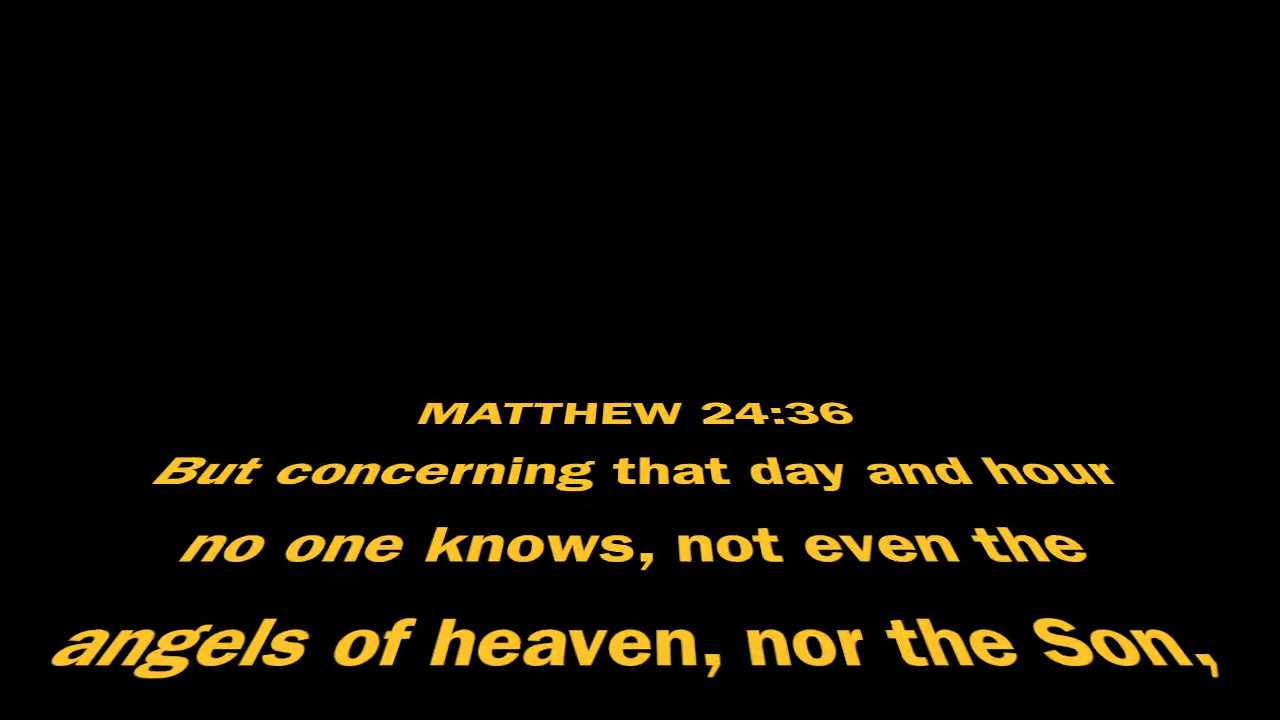 MATTHEW 24:36
But concerning that day and hour
no one knows, not even the
angels of heaven, nor the Son,